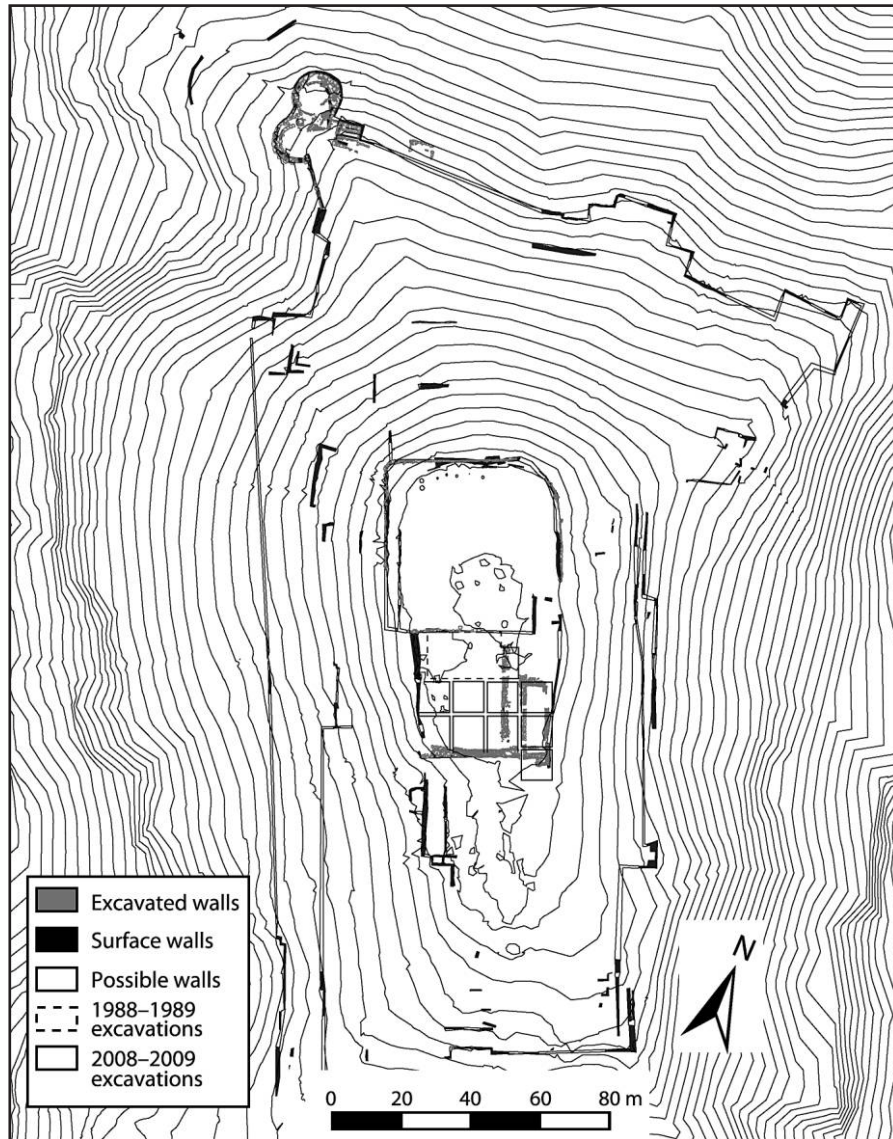 Excavated walls
Surface walls
Possible walls
1988–1989
excavations
2008–2009
excavations
N
0 20 40 60 80 m